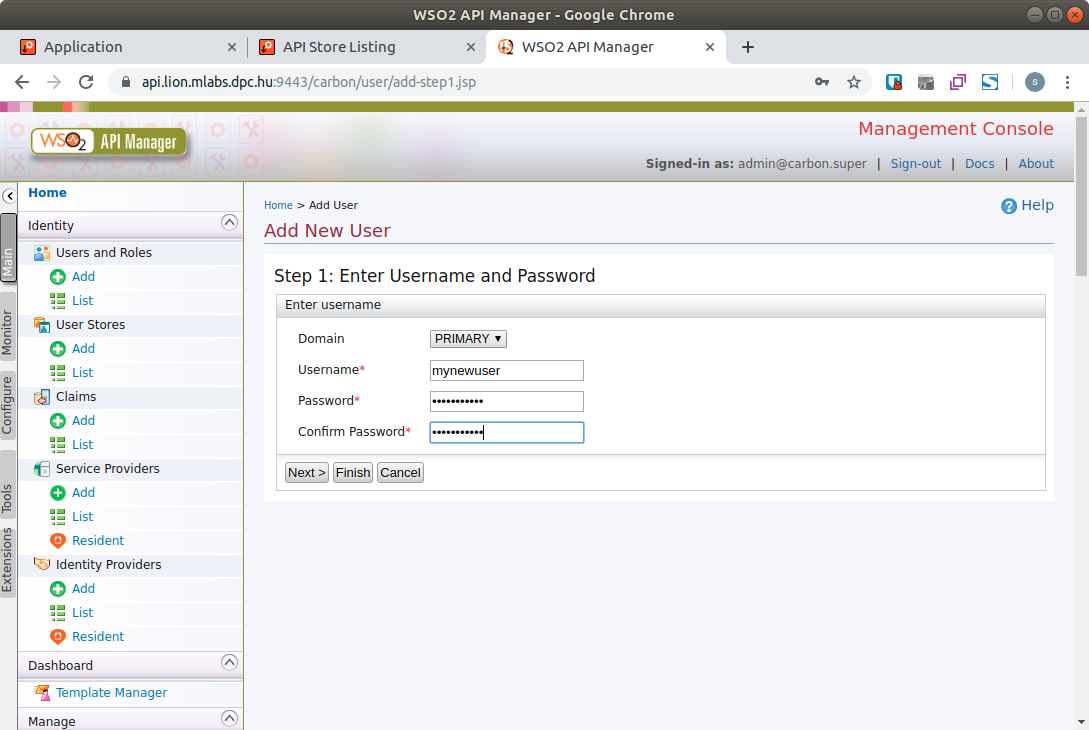 WSO2 API Manager - Google Chrome
Application
API Store Listing
WSO2 API Manager
api.lion.mlabs.dpc.hu:9443/carbon/user/add-step1.jsp
s
WSO2 API Manager
Management Console
Signed-in as: admin@carbon.super | Sign-out | Docs | About
Main
Monitor
Configure
Tools
Extensions
Home
Identity
Users and Roles
Add
List
User Stores
Add
List
Claims
Add
List
Service Providers
Add
List
Resident
Identity Providers
Add
List
Resident
Dashboard
Template Manager
Manage
Home > Add User
Help
Add New User
Step 1: Enter Username and Password
Enter username
Domain PRIMARY
Username* mynewuser
Password* •••••••••••
Confirm Password* •••••••••••
Next > Finish Cancel